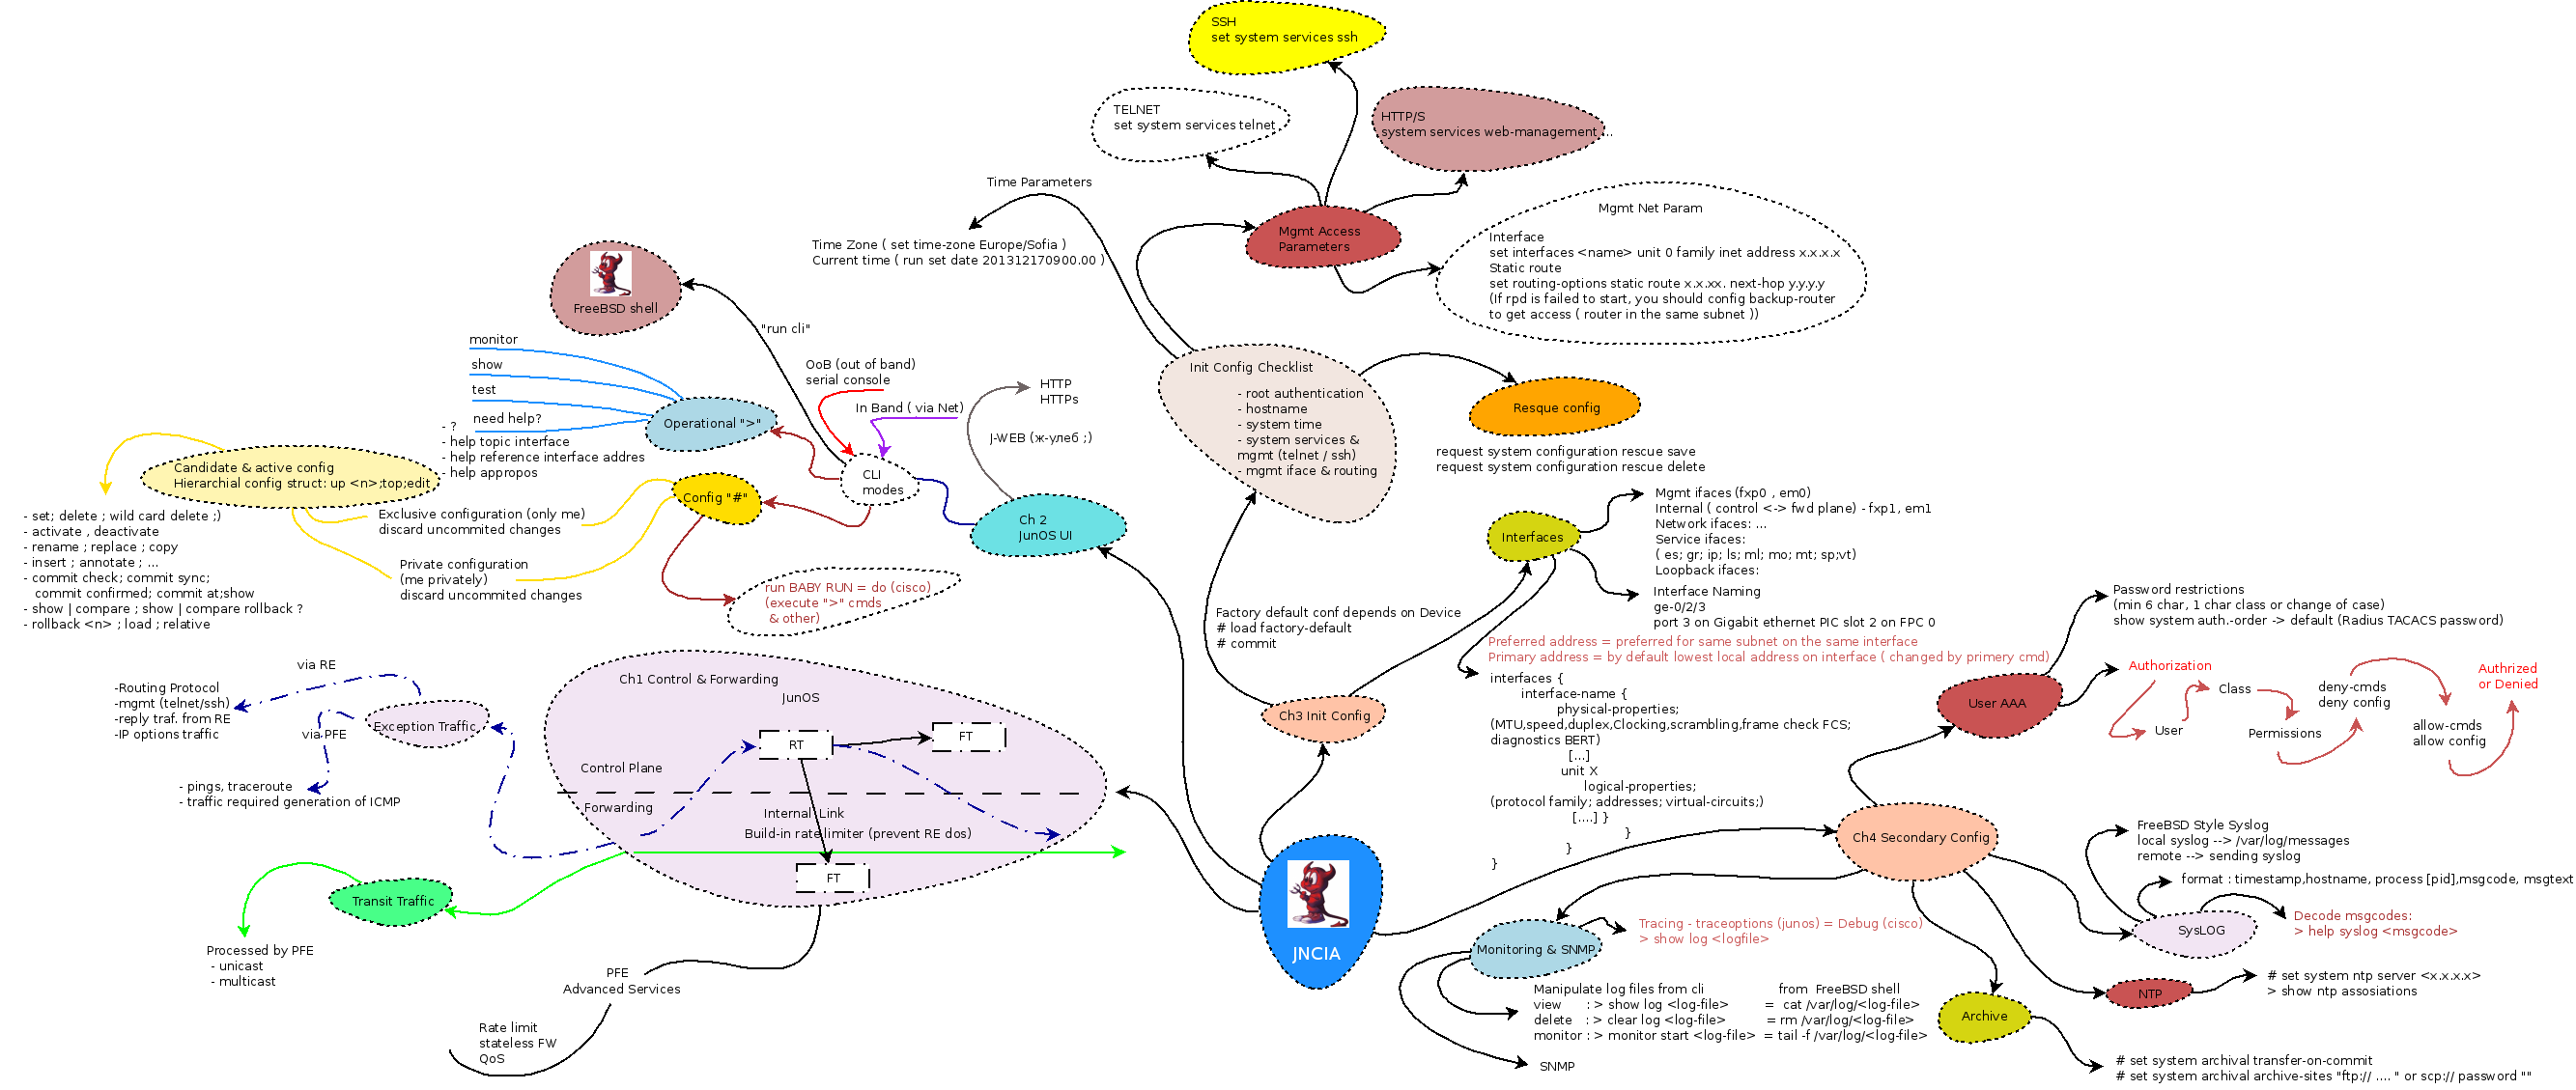 SSH
set system services ssh
TELNET
set system services telnet
HTTP/S
system services web-management ...
Time Parameters
Time Zone ( set time-zone Europe/Sofia )
Current time ( run set date 201312170900.00 )
Mgmt Access
Parameters
Mgmt Net Param
Interface
set interfaces <name> unit 0 family inet address x.x.x.x
Static route
set routing-options static route x.x.xx. next-hop y.y.y.y
(If rpd is failed to start, you should config backup-router
to get access ( router in the same subnet ))
FreeBSD shell
"run cli"
monitor
show
test
need help?
- ?
- help topic interface
- help reference interface addres
- help appropos
Operational ">"
OoB (out of band)
serial console
In Band ( via Net)
HTTP
HTTPs
J-WEB (ж-улеб ;)
CLI
modes
Ch 2
JunOS UI
Config "#"
Candidate & active config
Hierarchial config struct: up <n>;top;edit
- set; delete ; wild card delete ;)
- activate , deactivate
- rename ; replace ; copy
- insert ; annotate ; ...
- commit check; commit sync;
commit confirmed; commit at;show
- show | compare ; show | compare rollback ?
- rollback <n> ; load ; relative
Exclusive configuration (only me)
discard uncommited changes
Private configuration
(me privately)
discard uncommited changes
run BABY RUN = do (cisco)
(execute ">" cmds
& other)
Init Config Checklist
- root authentication
- hostname
- system time
- system services &
mgmt (telnet / ssh)
- mgmt iface & routing
Resque config
request system configuration rescue save
request system configuration rescue delete
Interfaces
Mgmt ifaces (fxp0 , em0)
Internal ( control <-> fwd plane) - fxp1, em1
Network ifaces: ...
Service ifaces:
( es; gr; ip; ls; ml; mo; mt; sp;vt)
Loopback ifaces:
Interface Naming
ge-0/2/3
port 3 on Gigabit ethernet PIC slot 2 on FPC 0
Factory default conf depends on Device
# load factory-default
# commit
Preferred address = preferred for same subnet on the same interface
Primary address = by default lowest local address on interface ( changed by primery cmd)
interfaces {
interface-name {
physical-properties;
(MTU,speed,duplex,Clocking,scrambling,frame check FCS;
diagnostics BERT)
[...]
unit X
logical-properties;
(protocol family; addresses; virtual-circuits;)
[....] }
}
}
}
Ch3 Init Config
Password restrictions
(min 6 char, 1 char class or change of case)
show system auth.-order -> default (Radius TACACS password)
User AAA
Authorization
User
Class
Permissions
deny-cmds
deny config
allow-cmds
allow config
Authrized
or Denied
via RE
-Routing Protocol
-mgmt (telnet/ssh)
-reply traf. from RE
-IP options traffic
Exception Traffic
via PFE
- pings, traceroute
- traffic required generation of ICMP
Ch1 Control & Forwarding
JunOS
RT
FT
Control Plane
Forwarding
Internal Link
Build-in rate limiter (prevent RE dos)
FT
Transit Traffic
Processed by PFE
- unicast
- multicast
PFE
Advanced Services
Rate limit
stateless FW
QoS
JNCIA
Ch4 Secondary Config
FreeBSD Style Syslog
local syslog --> /var/log/messages
remote --> sending syslog
format : timestamp,hostname, process [pid],msgcode, msgtext
Decode msgcodes:
> help syslog <msgcode>
SysLOG
Monitoring & SNMP
Tracing - traceoptions (junos) = Debug (cisco)
> show log <logfile>
Manipulate log files from cli from FreeBSD shell
view : > show log <log-file> = cat /var/log/<log-file>
delete : > clear log <log-file> = rm /var/log/<log-file>
monitor : > monitor start <log-file> = tail -f /var/log/<log-file>
SNMP
NTP
# set system ntp server <x.x.x.x>
> show ntp assosiations
Archive
# set system archival transfer-on-commit
# set system archival archive-sites "ftp:// .... " or scp:// password ""